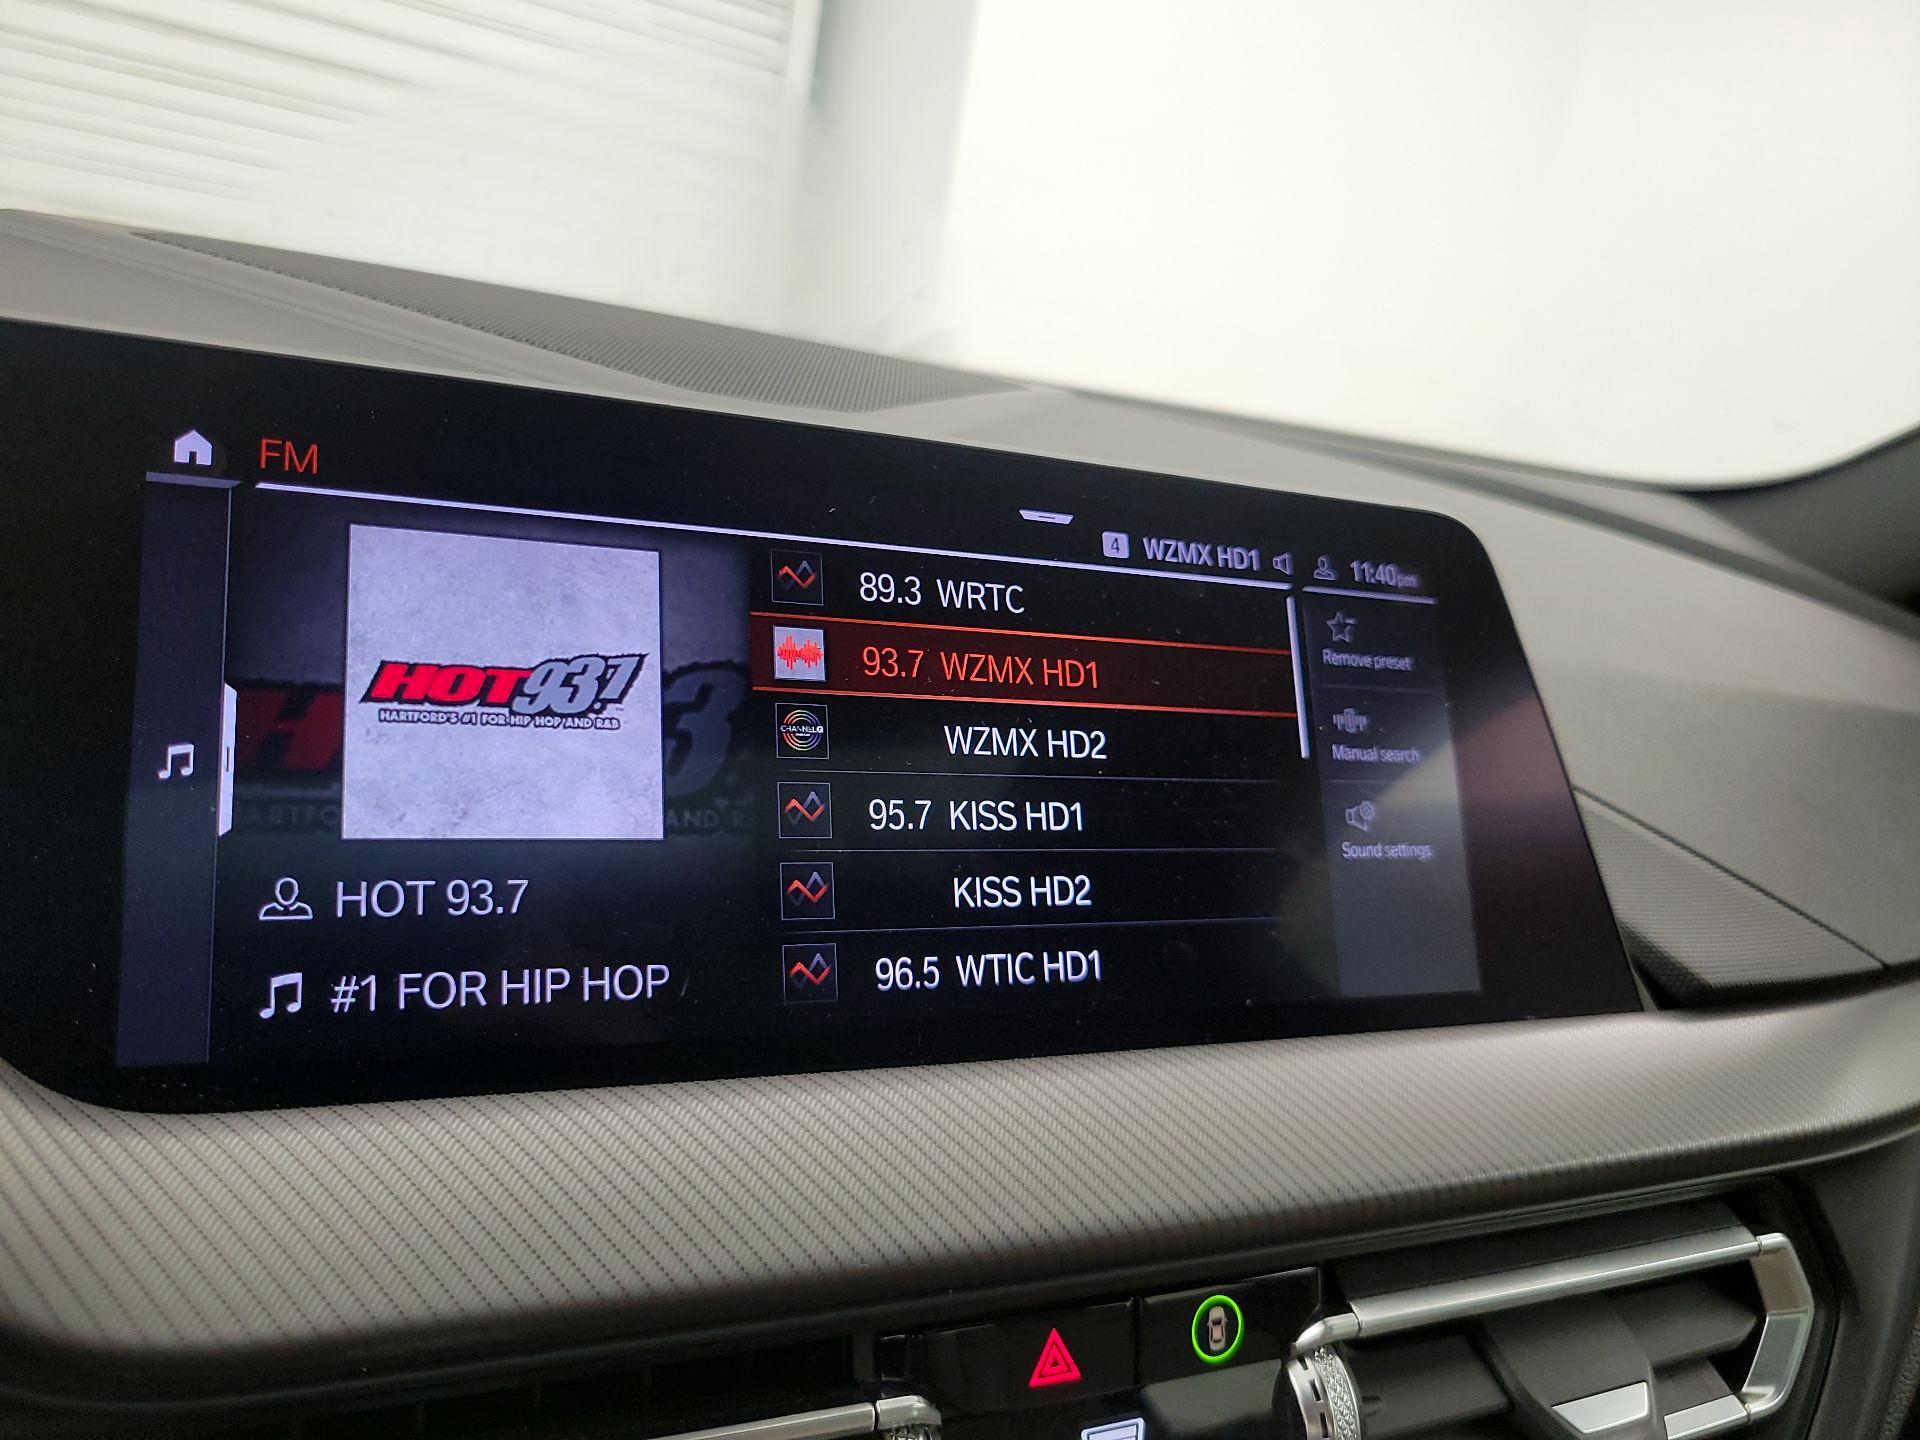 FM
4 WZMX HD1 11:40pm
HOT 93.7
HARTFORD'S #1 FOR HIP HOP AND R&B
HOT 93.7
#1 FOR HIP HOP
89.3 WRTC
93.7 WZMX HD1
CHANNEL Q
WZMX HD2
95.7 KISS HD1
KISS HD2
96.5 WTIC HD1
Remove preset
Manual search
Sound settings